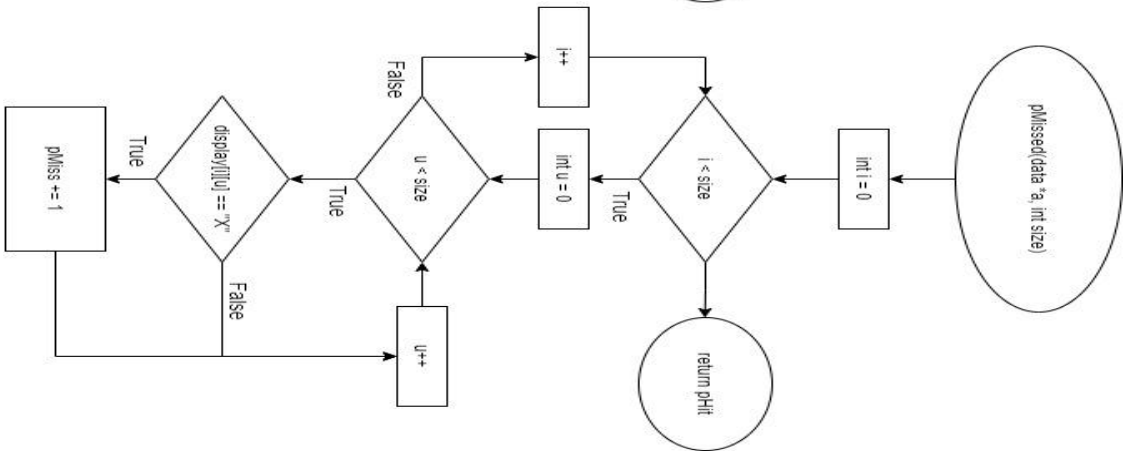 pMissed(data *a, int size)
int i = 0
i < size
True
return pHit
int u = 0
i++
u < size
False
True
u++
display[i][u] == "X"
False
True
pMiss += 1